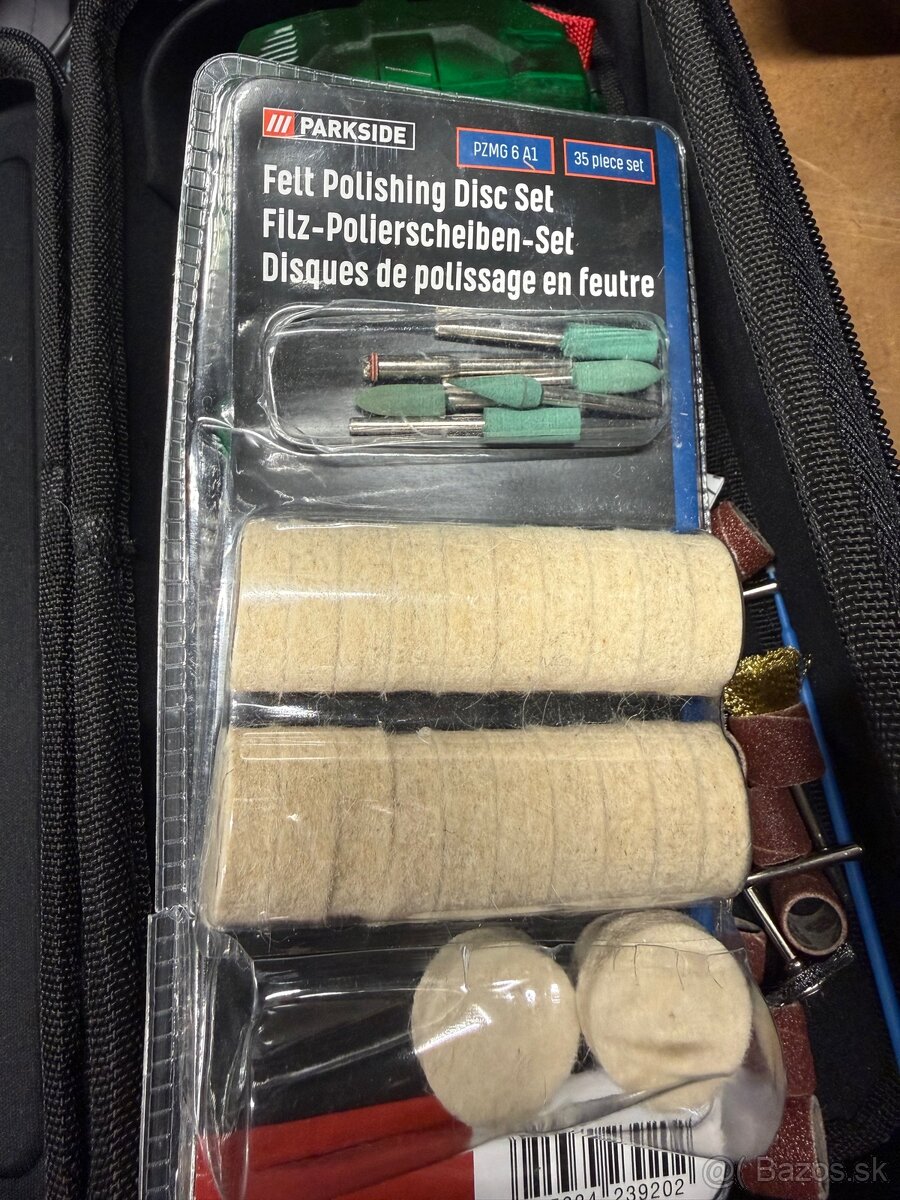 PARKSIDE
PZMG 6 A1
35 piece set
Felt Polishing Disc Set
Filz-Polierscheiben-Set
Disques de polissage en feutre
239202
Bazos.sk